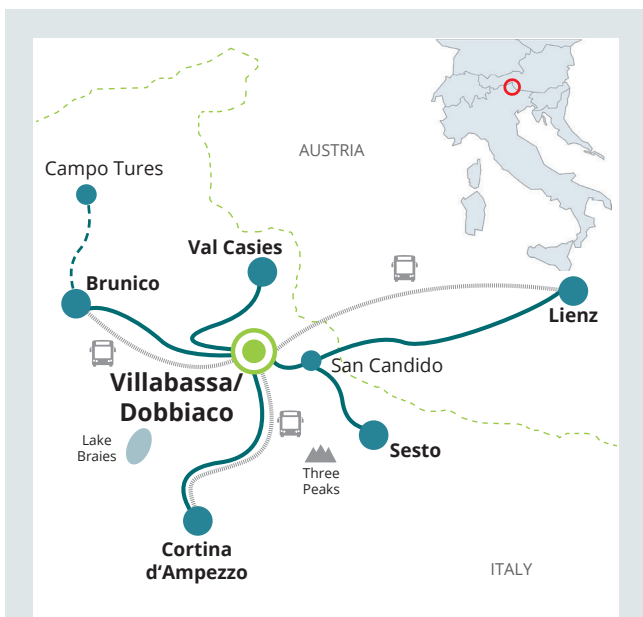 AUSTRIA
Campo Tures
Val Casies
Brunico
Lienz
San Candido
Villabassa/
Dobbiaco
Lake
Braies
Sesto
Three
Peaks
Cortina
d‘Ampezzo
ITALY